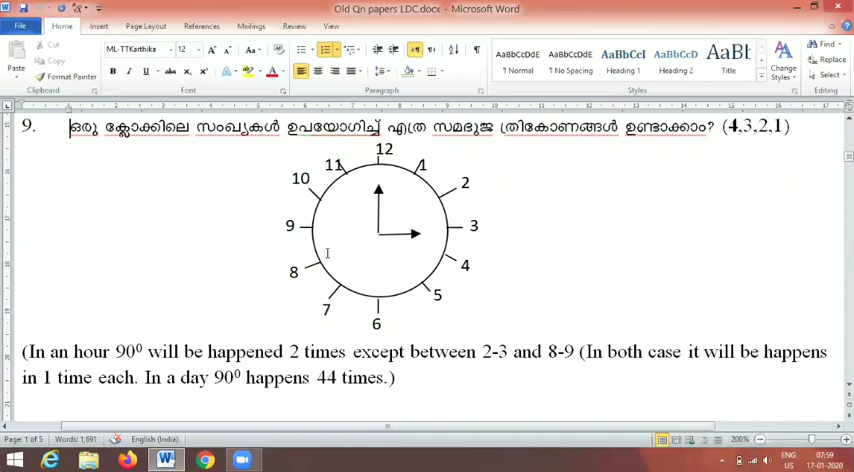 Old Qn papers LDC.docx - Microsoft Word
File Home Insert Page Layout References Mailings Review View
Paste Cut Copy Format Painter Clipboard
ML-TTKarthika 12 Font
Paragraph
AaBbCcDdE AaBbCcDdE AaBbCcI AaBbCcD AaBb
¶ Normal ¶ No Spacing Heading 1 Heading 2 Title
Styles
Change Styles
Find Replace Select Editing
9. ഒരു ക്ലോക്കിലെ സംഖ്യകൾ ഉപയോഗിച്ച് എത്ര സമഭുജ ത്രികോണങ്ങൾ ഉണ്ടാക്കാം? (4,3,2,1)
12
11 1
10 2
9 3
8 4
7 5
6
(In an hour 90⁰ will be happened 2 times except between 2-3 and 8-9 (In both case it will be happens
in 1 time each. In a day 90⁰ happens 44 times.)
Page: 1 of 5 Words: 1,691 English (India) 200%
ENG 07:59
US 17-01-2020